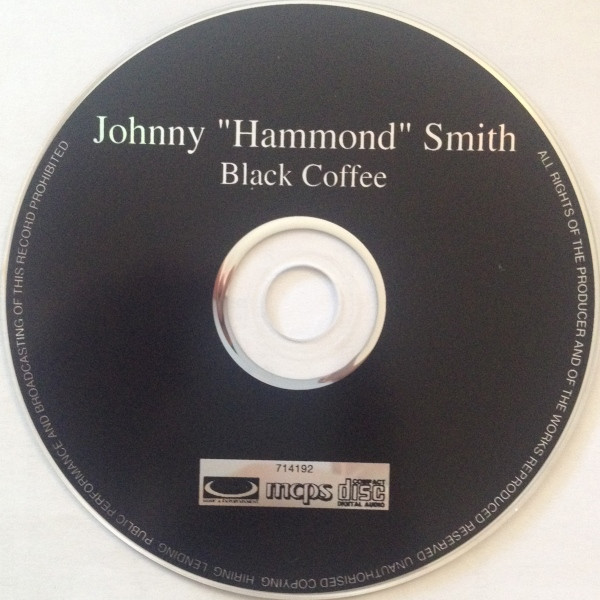 Johnny "Hammond" Smith
Black Coffee
714192
mcps
COMPACT
disc
DIGITAL AUDIO
ALL RIGHTS OF THE PRODUCER AND OF THE WORKS REPRODUCED RESERVED UNAUTHORISED COPYING HIRING LENDING PUBLIC PERFORMANCE AND BROADCASTING OF THIS RECORD PROHIBITED